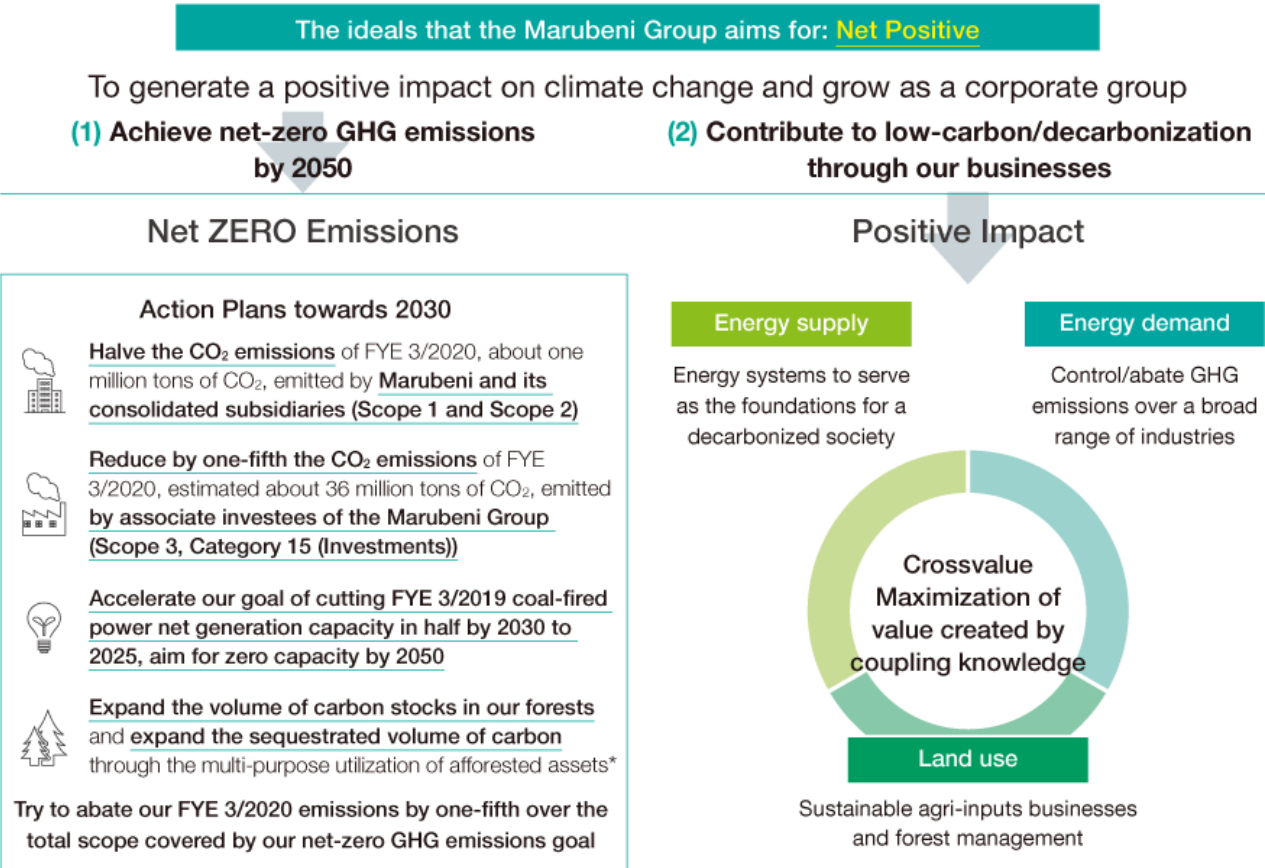 The ideals that the Marubeni Group aims for: Net Positive
To generate a positive impact on climate change and grow as a corporate group
(1) Achieve net-zero GHG emissions
by 2050
(2) Contribute to low-carbon/decarbonization
through our businesses
Net ZERO Emissions
Action Plans towards 2030
Halve the CO₂ emissions of FYE 3/2020, about one
million tons of CO₂, emitted by Marubeni and its
consolidated subsidiaries (Scope 1 and Scope 2)
Reduce by one-fifth the CO₂ emissions of FYE
3/2020, estimated about 36 million tons of CO₂, emitted
by associate investees of the Marubeni Group
(Scope 3, Category 15 (Investments))
Accelerate our goal of cutting FYE 3/2019 coal-fired
power net generation capacity in half by 2030 to
2025, aim for zero capacity by 2050
Expand the volume of carbon stocks in our forests
and expand the sequestrated volume of carbon
through the multi-purpose utilization of afforested assets*
Try to abate our FYE 3/2020 emissions by one-fifth over the
total scope covered by our net-zero GHG emissions goal
Positive Impact
Energy supply
Energy systems to serve
as the foundations for a
decarbonized society
Energy demand
Control/abate GHG
emissions over a broad
range of industries
Crossvalue
Maximization of
value created by
coupling knowledge
Land use
Sustainable agri-inputs businesses
and forest management